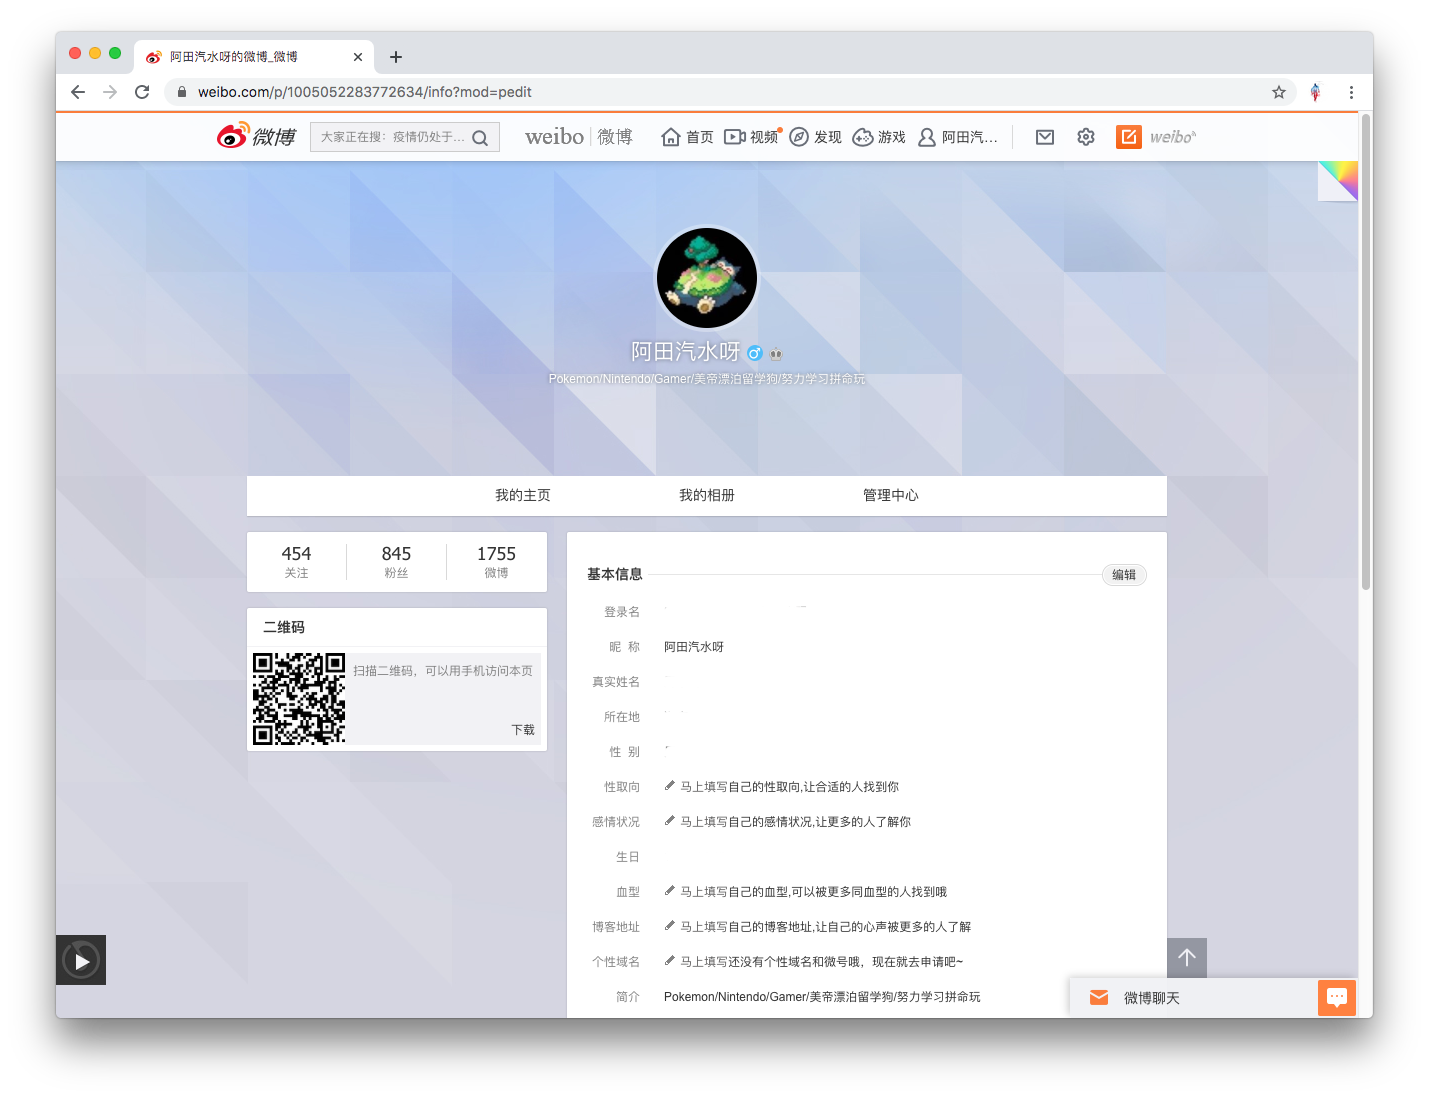 阿田汽水呀的微博_微博
weibo.com/p/1005052283772634/info?mod=pedit
微博
大家正在搜：疫情仍处于...
weibo | 微博
首页
视频
发现
游戏
阿田汽...
weibo
阿田汽水呀
Pokemon/Nintendo/Gamer/美帝漂泊留学狗/努力学习拼命玩
我的主页
我的相册
管理中心
454
845
1755
关注
粉丝
微博
二维码
扫描二维码，可以用手机访问本页
下载
基本信息
编辑
登录名
昵 称 阿田汽水呀
真实姓名
所在地
性 别
性取向 马上填写自己的性取向,让合适的人找到你
感情状况 马上填写自己的感情状况,让更多的人了解你
生日
血型 马上填写自己的血型,可以被更多同血型的人找到哦
博客地址 马上填写自己的博客地址,让自己的心声被更多的人了解
个性域名 马上填写还没有个性域名和微号哦，现在就去申请吧~
简介 Pokemon/Nintendo/Gamer/美帝漂泊留学狗/努力学习拼命玩
微博聊天